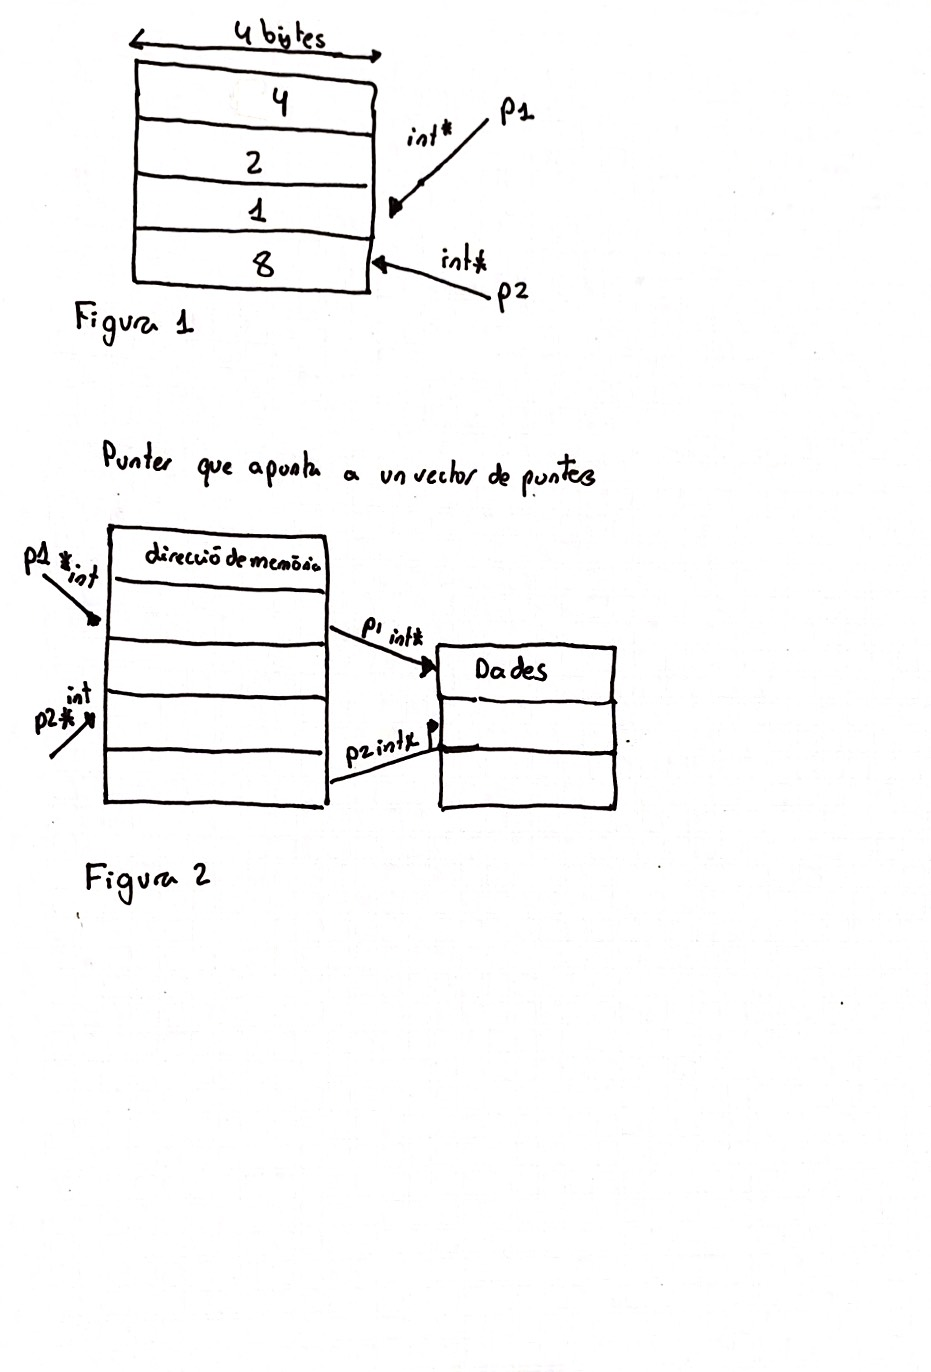 4 bytes
4
p1
int*
2
1
int*
8
p2
Figura 1
Punter que apunta a un vector de punters
direcció de memòria
p1 *int
p1 int*
Dades
int
p2*
p2 int*
Figura 2